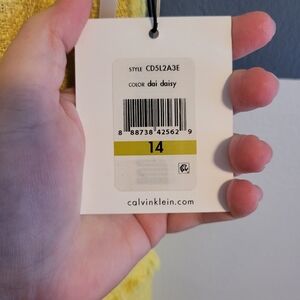 STYLE CD5L2A3E
COLOR dai daisy
8 88738 42562 9
14
calvinklein.com